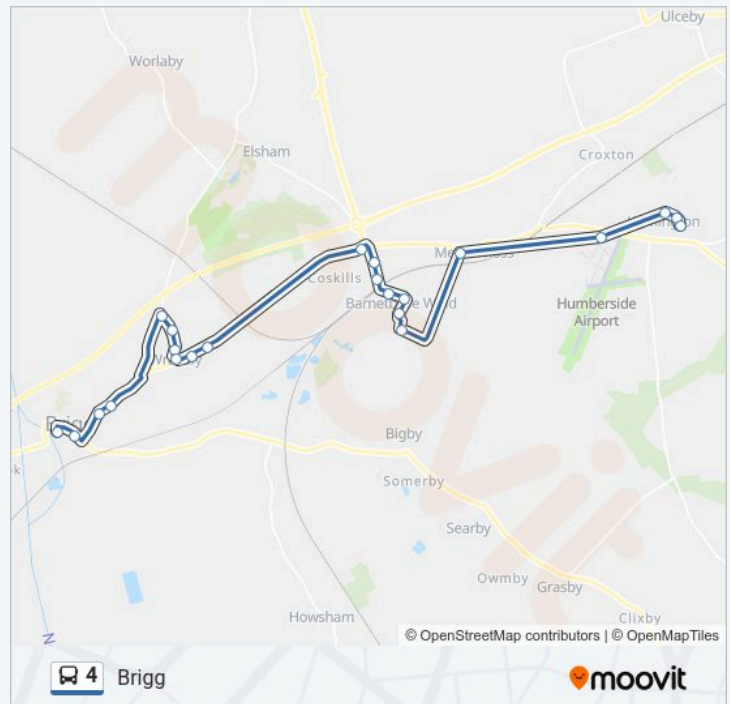 Ulceby
Worlaby
Elsham
Croxton
Coskills
Humberside
Airport
Bigby
Somerby
Searby
Owmby
Grasby
Howsham
Clixby
© OpenStreetMap contributors | © OpenMapTiles
4 Brigg
moovit